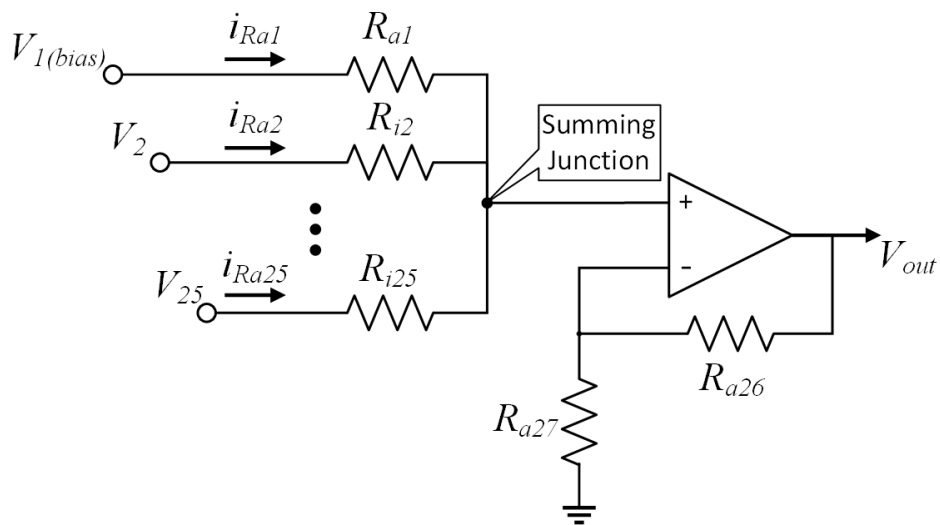 V1(bias)
iRa1
Ra1
V2
iRa2
Ri2
Summing
Junction
V25
iRa25
Ri25
+
-
Vout
Ra26
Ra27